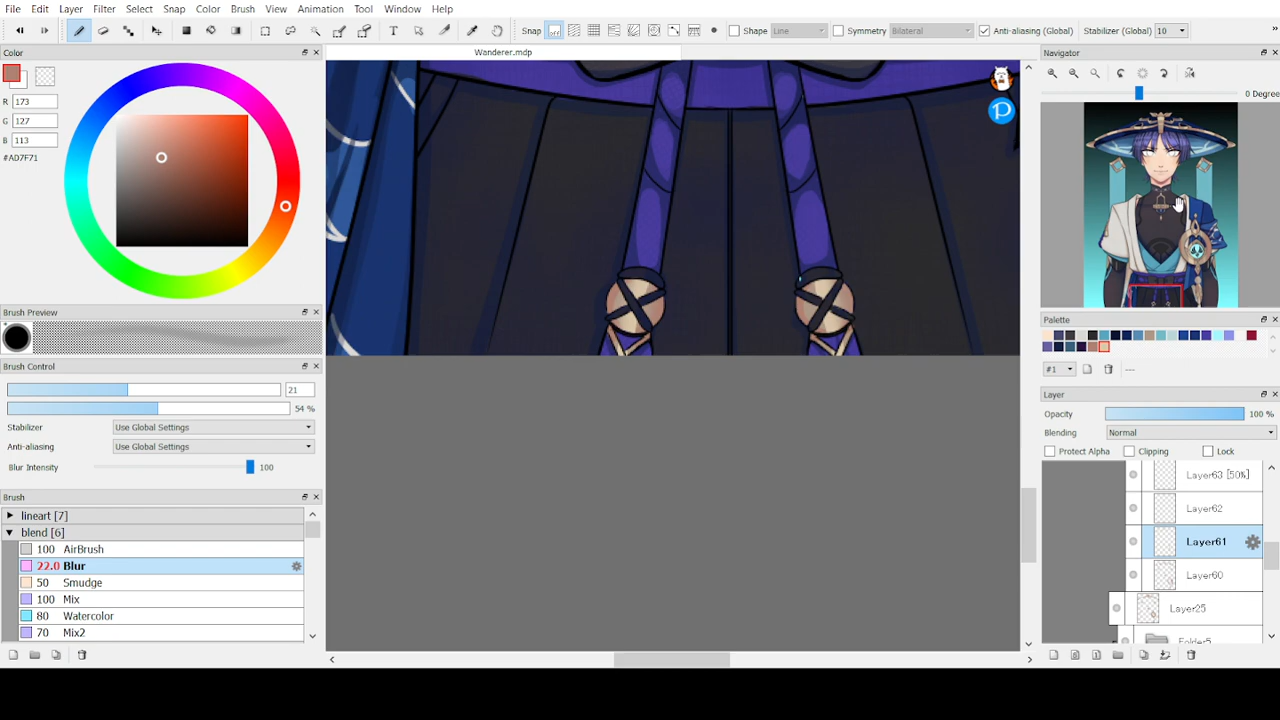 File Edit Layer Filter Select Snap Color Brush View Animation Tool Window Help
T Snap Shape Line Symmetry Bilateral Anti-aliasing (Global) Stabilizer (Global) 10 »
Color
Wanderer.mdp
Navigator
R 173
G 127
B 113
#AD7F71
0 Degree
Brush Preview
Palette
#1 ---
Brush Control
21
54 %
Stabilizer Use Global Settings
Anti-aliasing Use Global Settings
Blur Intensity 100
Layer
Opacity 100 %
Blending Normal
Protect Alpha Clipping Lock
Layer63 [50%]
Layer62
Layer61
Layer60
Layer25
Folder5
Brush
lineart [7]
blend [6]
100 AirBrush
22.0 Blur
50 Smudge
100 Mix
80 Watercolor
70 Mix2